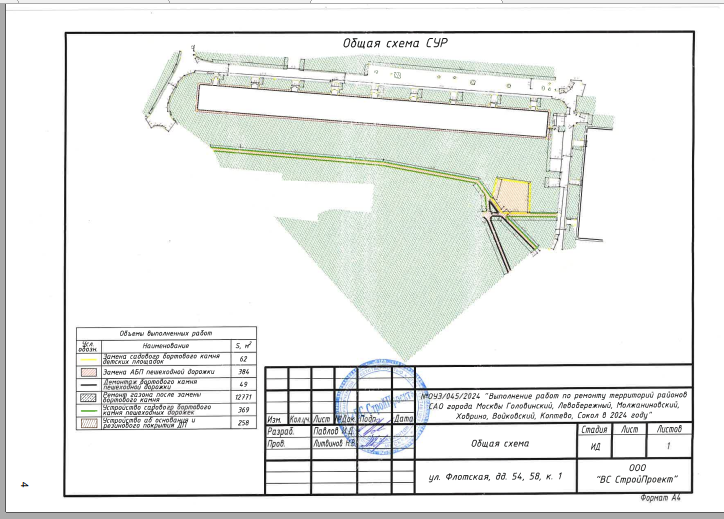 Общая схема СУР
Объемы выполненных работ
Усл. обозн.
Наименование
S, м²
Замена садового бортового камня
детских площадок
62
Замена АБП пешеходной дорожки
384
Демонтаж бортового камня
пешеходной дорожки
49
Ремонт газона после замены
бортового камня
12771
Устройство садового бортового
камня пешеходных дорожек
369
Устройство аб основания и
резинового покрытия ДП
258
№ОУЗ/045/2024 "Выполнение работ по ремонту территорий районов
САО города Москвы Головинский, Левобережный, Молжаниновский,
Ховрино, Войковский, Коптево, Сокол в 2024 году"
Изм. Колуч. Лист №Док. Подп. Дата
Разраб. Павлов И.Д.
Пров. Литвинов Н.В.
ВС СтройПроект
Общая схема
Стадия Лист Листов
ИД 1
ул. Флотская, дд. 54, 58, к. 1
ООО
"ВС СтройПроект"
Формат А4
4